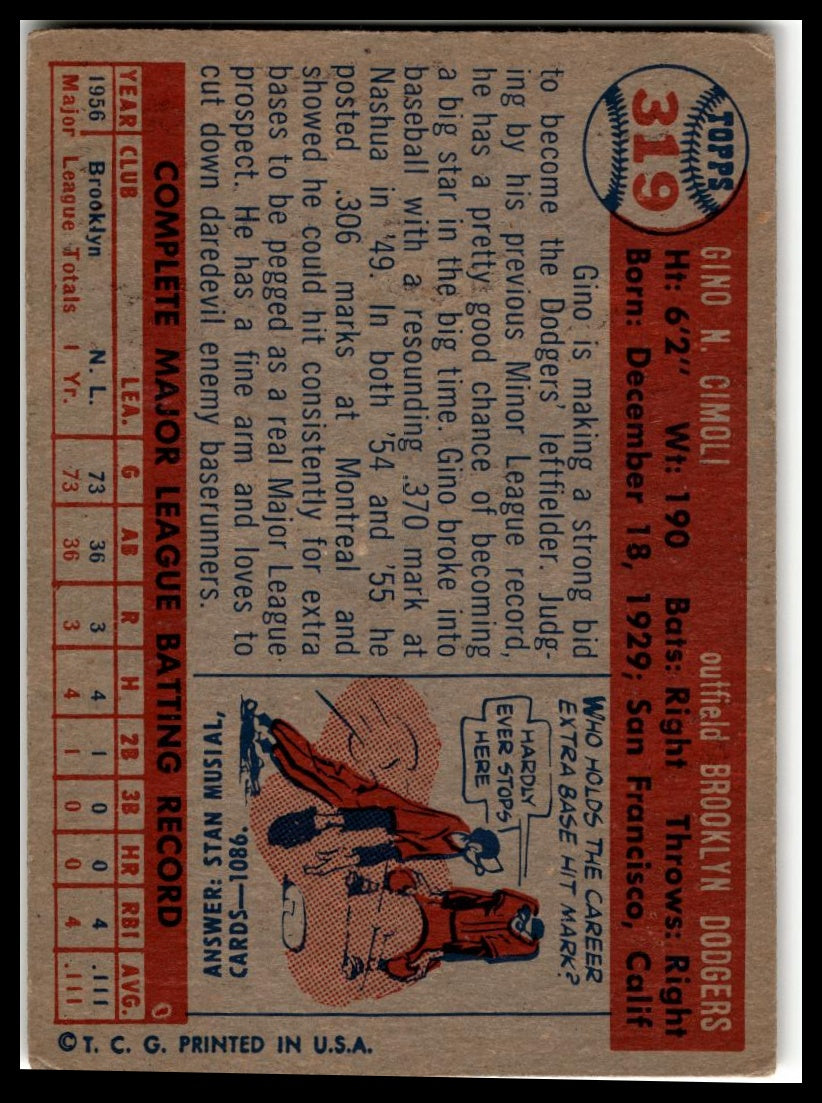 TOPPS
319
GINO N. CIMOLI outfield BROOKLYN DODGERS
Ht: 6'2" Wt: 190 Bats: Right Throws: Right
Born: December 18, 1929; San Francisco, Calif
Gino is making a strong bid
to become the Dodgers' leftfielder. Judg-
ing by his previous Minor League record,
he has a pretty good chance of becoming
a big star in the big time. Gino broke into
baseball with a resounding .370 mark at
Nashua in '49. In both '54 and '55 he
posted .306 marks at Montreal and
showed he could hit consistently for extra
bases to be pegged as a real Major League
prospect. He has a fine arm and loves to
cut down daredevil enemy baserunners.
WHO HOLDS THE CAREER
EXTRA BASE HIT MARK?
HARDLY
EVER STOPS
HERE
ANSWER: STAN MUSIAL,
CARDS—1086.
COMPLETE MAJOR LEAGUE BATTING RECORD
YEAR CLUB LEA. G AB R H 2B 3B HR RBI AVG.
1956 Brooklyn N. L. 73 36 3 4 1 0 0 4 .111
Major League Totals 1 Yr. 73 36 3 4 1 0 0 4 .111
© T. C. G. PRINTED IN U.S.A.